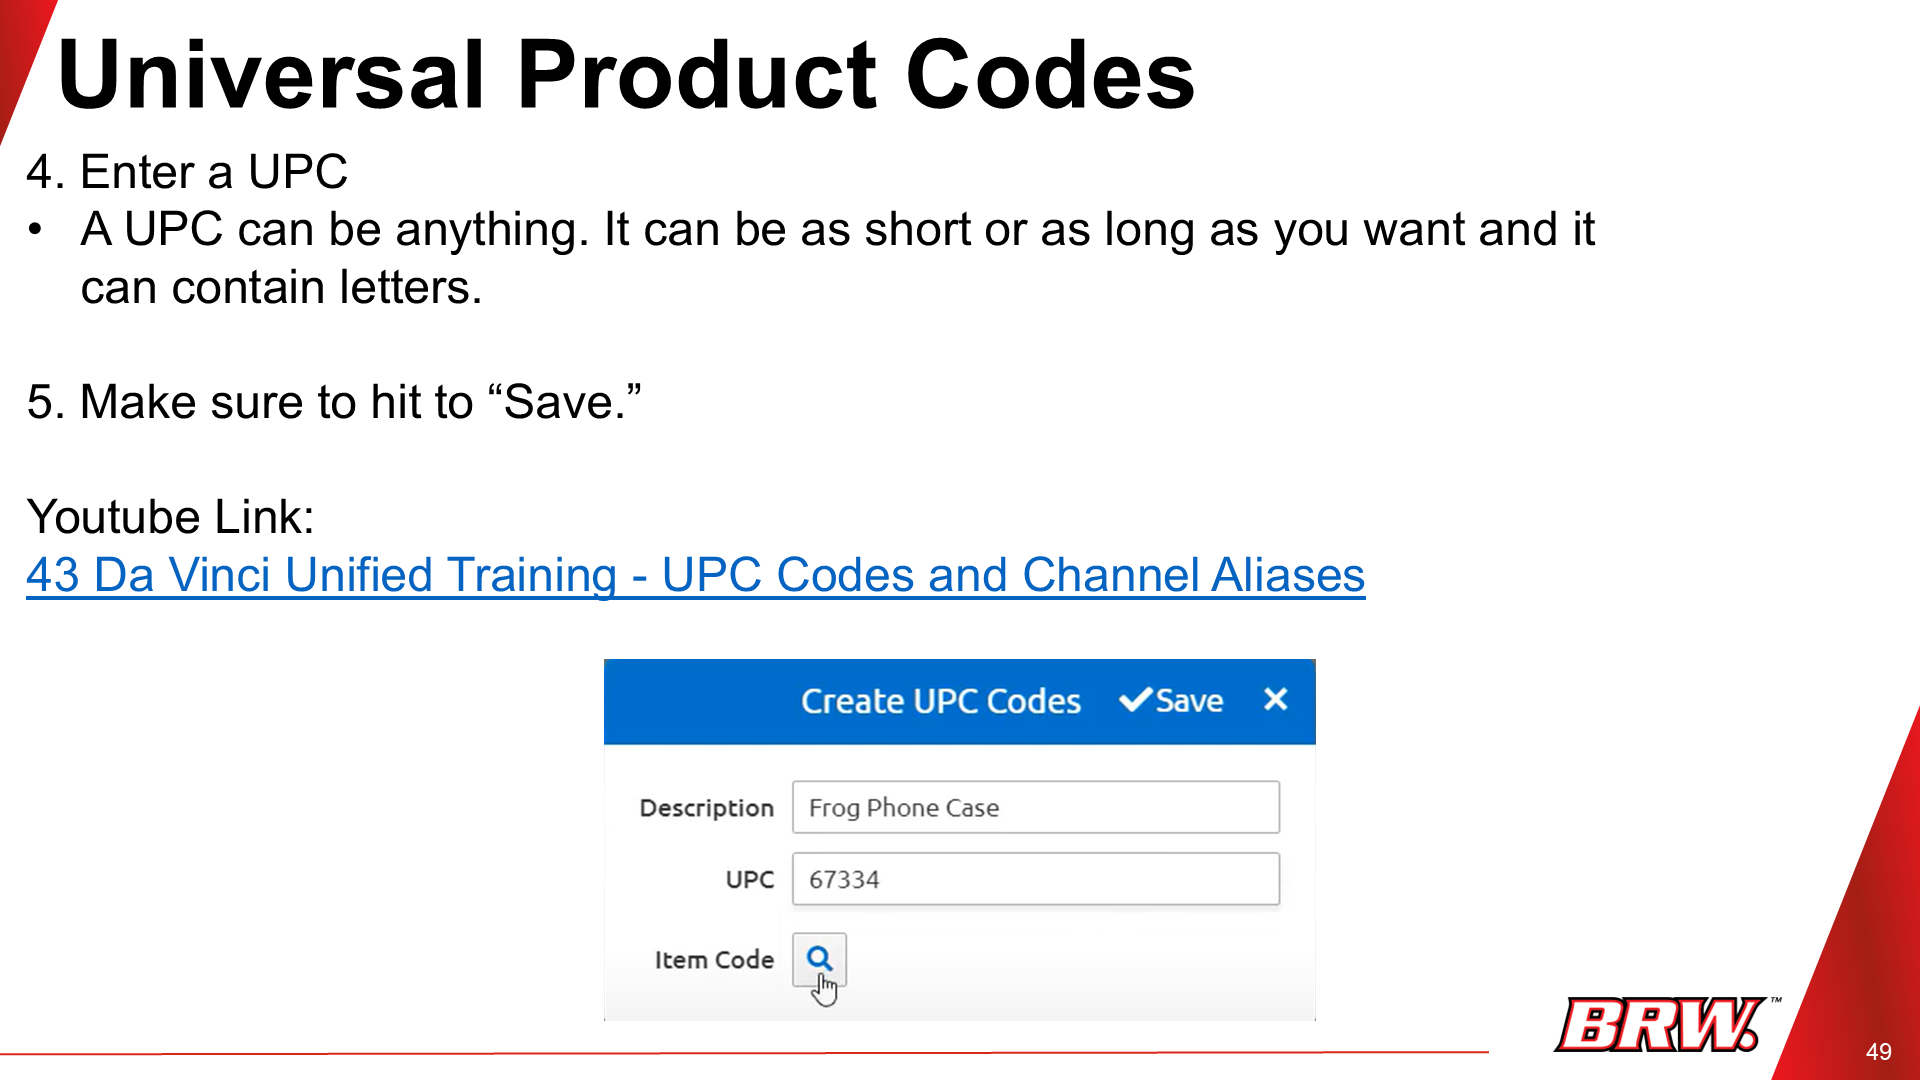 Universal Product Codes
4. Enter a UPC
• A UPC can be anything. It can be as short or as long as you want and it
can contain letters.
5. Make sure to hit to “Save.”
Youtube Link:
43 Da Vinci Unified Training - UPC Codes and Channel Aliases
Create UPC Codes ✔Save ×
Description Frog Phone Case
UPC 67334
Item Code
BRW.™
49